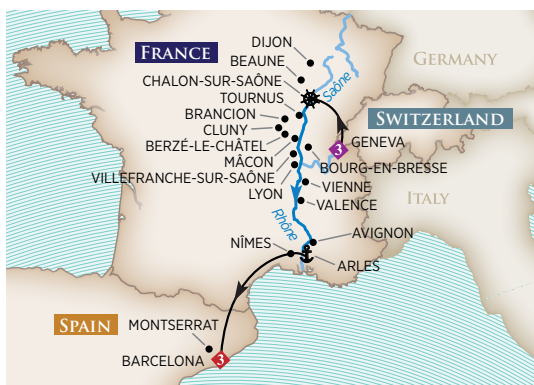 DIJON
FRANCE
BEAUNE
GERMANY
CHALON-SUR-SAÔNE
Saône
TOURNUS
BRANCION
SWITZERLAND
CLUNY
GENEVA
3
BERZÉ-LE-CHÂTEL
MÂCON
BOURG-EN-BRESSE
VILLEFRANCHE-SUR-SAÔNE
VIENNE
LYON
ITALY
VALENCE
Rhône
AVIGNON
NÎMES
ARLES
SPAIN
MONTSERRAT
BARCELONA
3